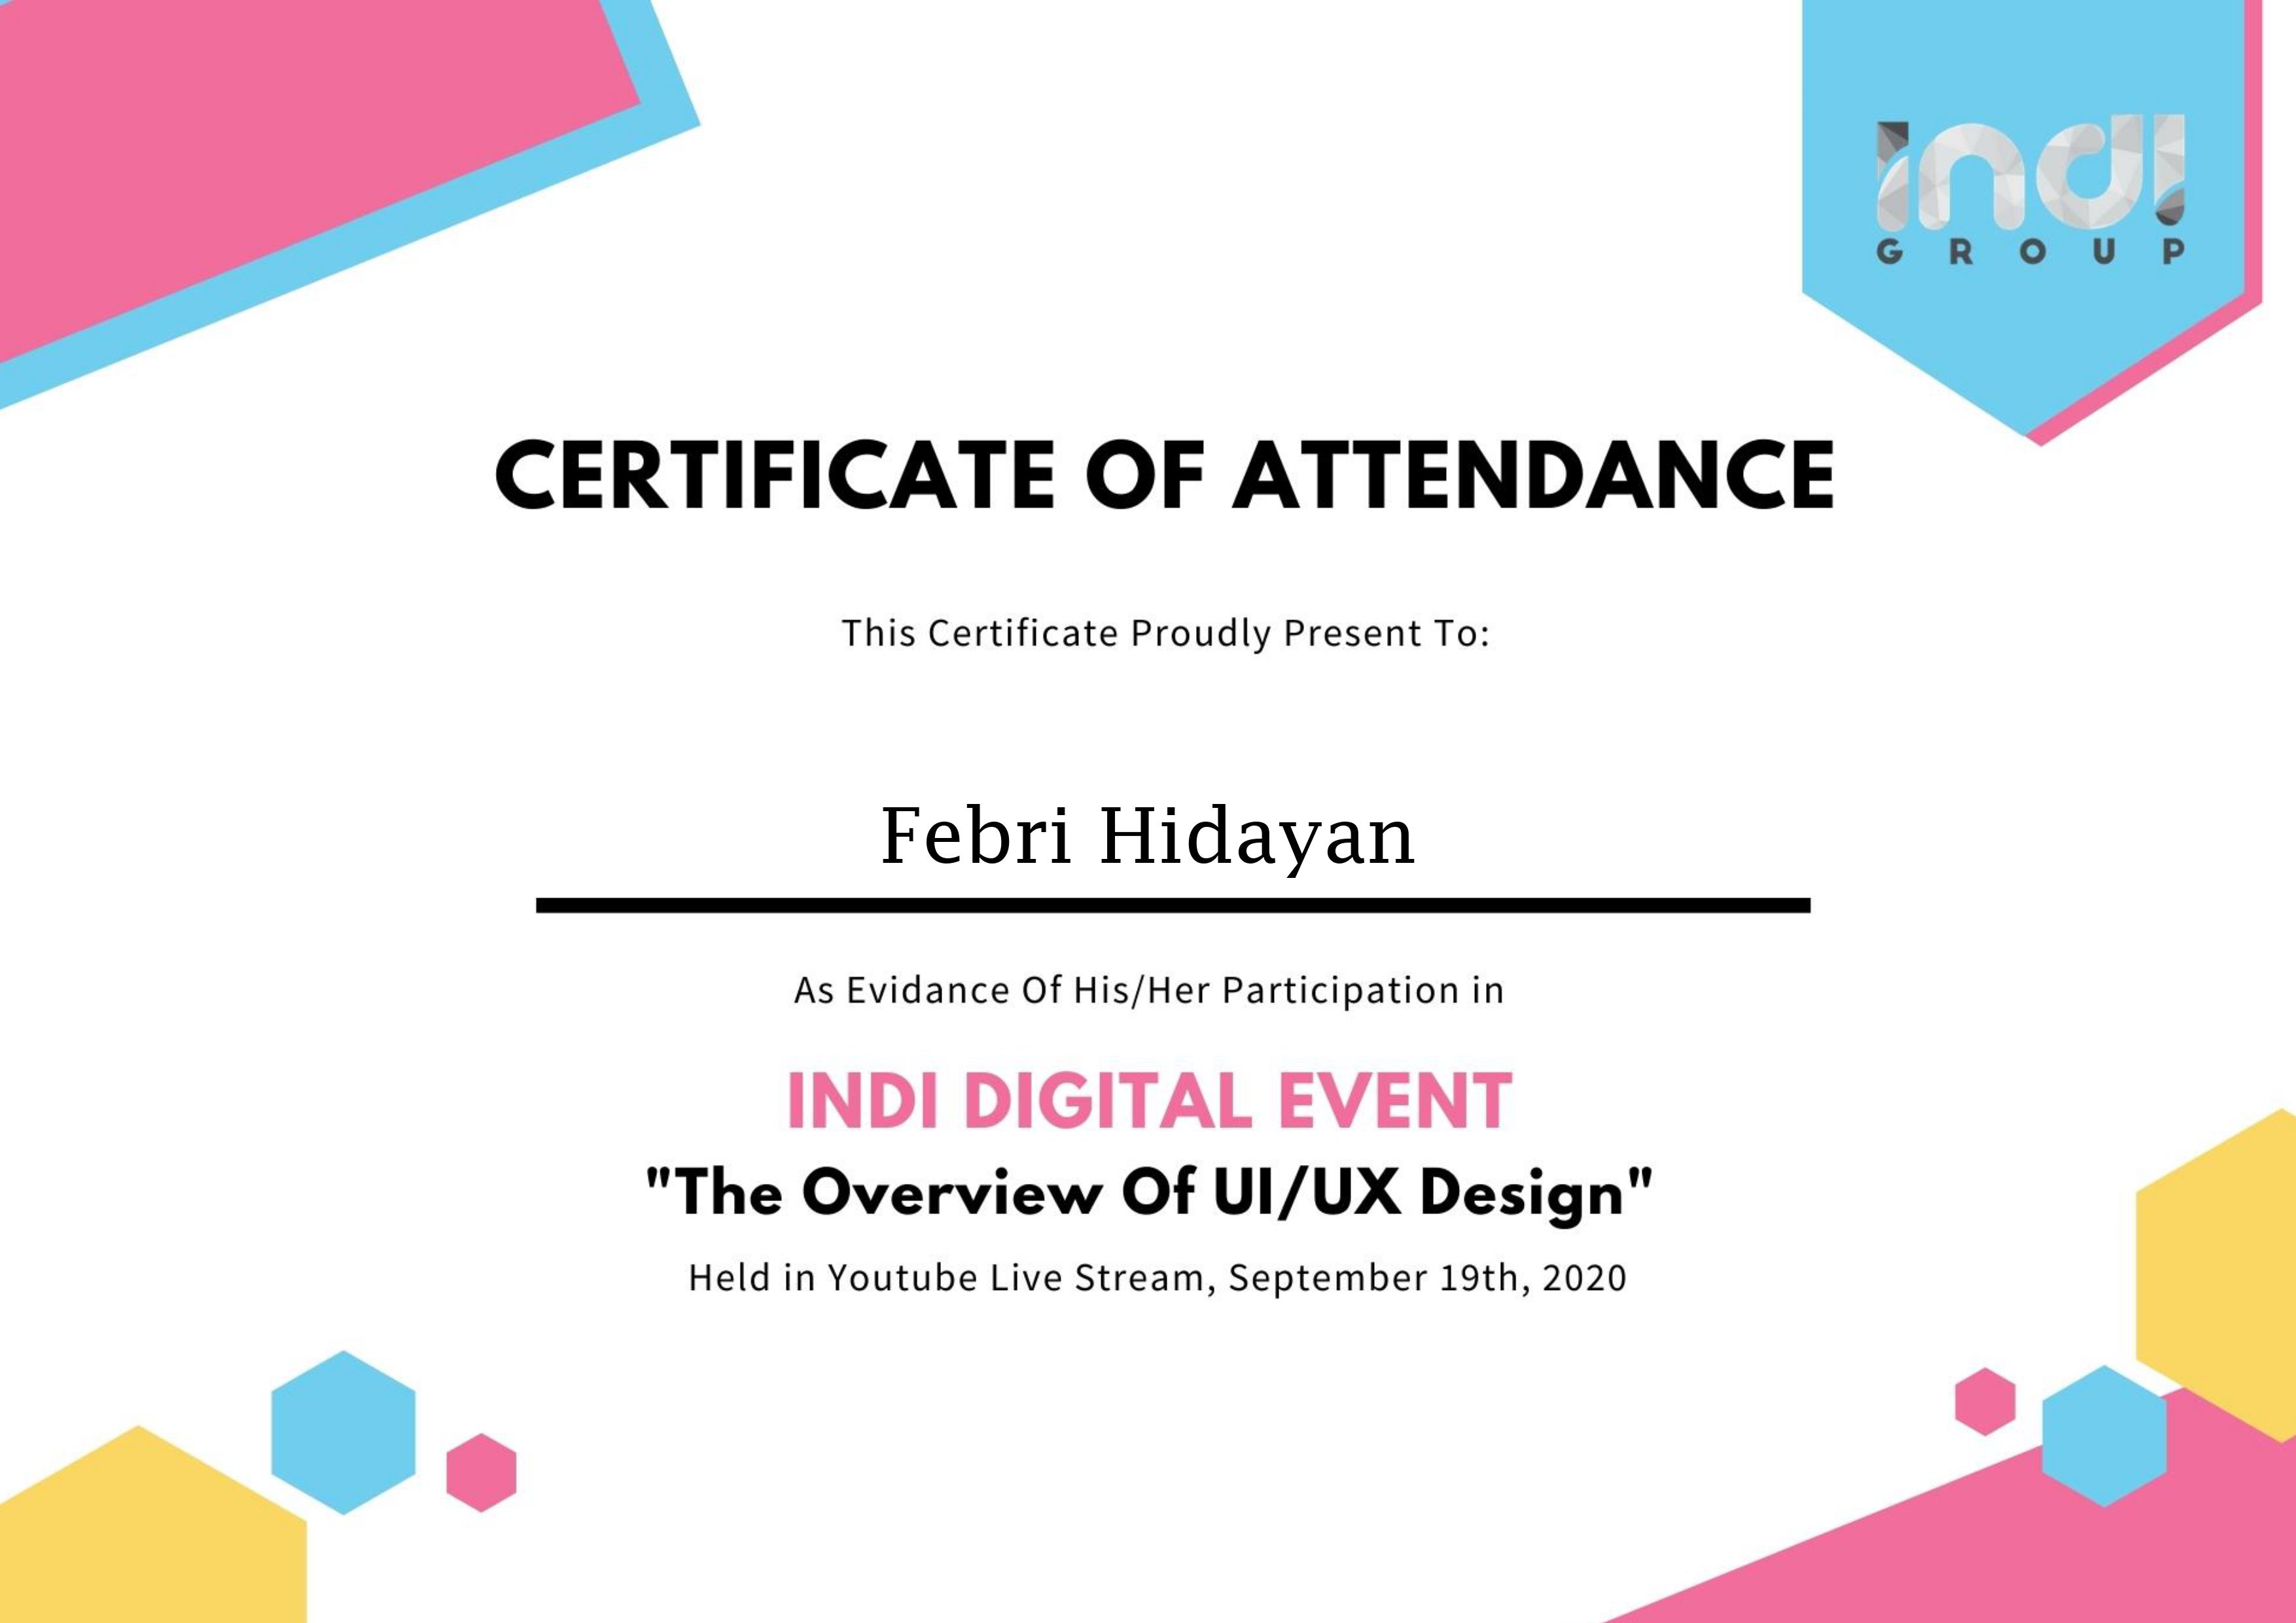 indi
GROUP
CERTIFICATE OF ATTENDANCE
This Certificate Proudly Present To:
Febri Hidayan
As Evidance Of His/Her Participation in
INDI DIGITAL EVENT
"The Overview Of UI/UX Design"
Held in Youtube Live Stream, September 19th, 2020